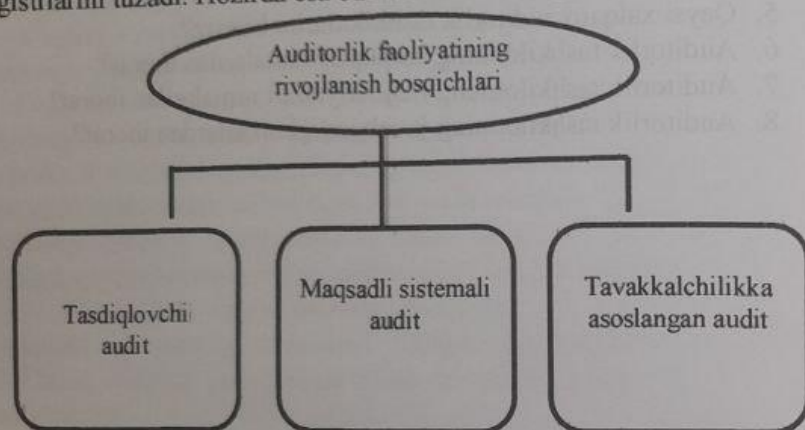 Auditorlik faoliyatining
rivojlanish bosqichlari
Tasdiqlovchi
audit
Maqsadli sistemali
audit
Tavakkalchilikka
asoslangan audit